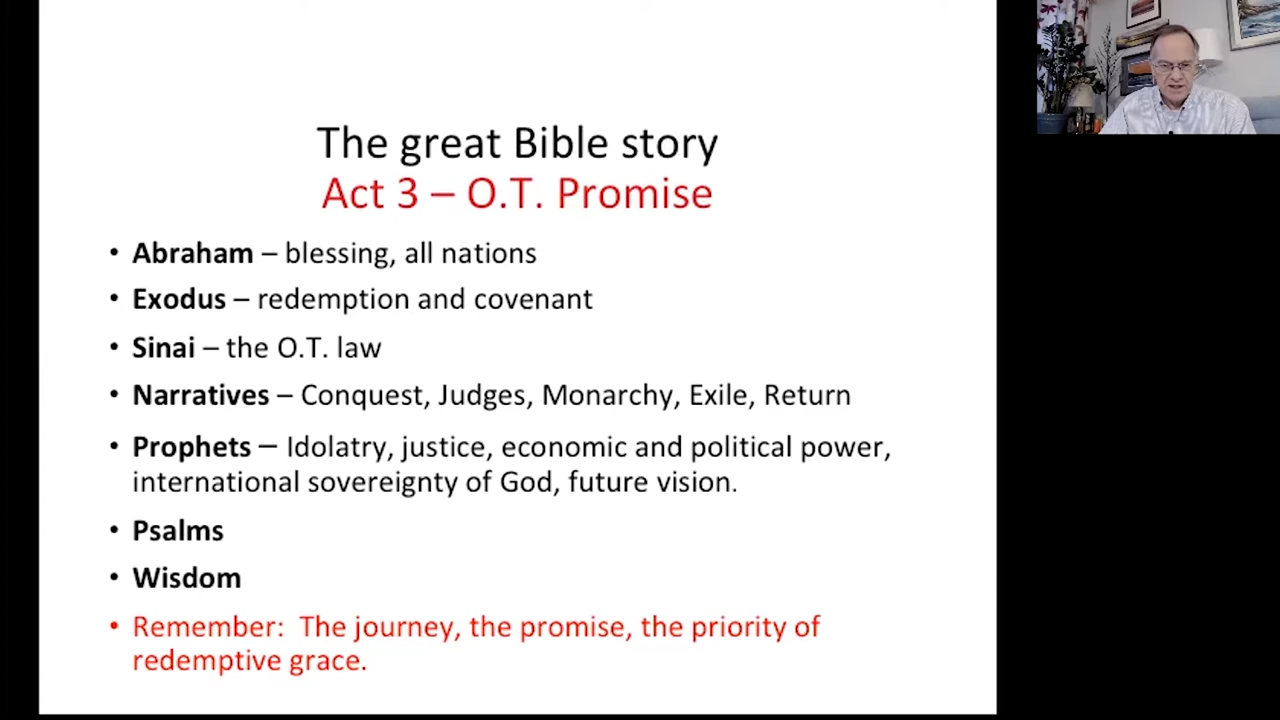 The great Bible story
Act 3 – O.T. Promise
• Abraham – blessing, all nations
• Exodus – redemption and covenant
• Sinai – the O.T. law
• Narratives – Conquest, Judges, Monarchy, Exile, Return
• Prophets – Idolatry, justice, economic and political power,
international sovereignty of God, future vision.
• Psalms
• Wisdom
• Remember:  The journey, the promise, the priority of
redemptive grace.